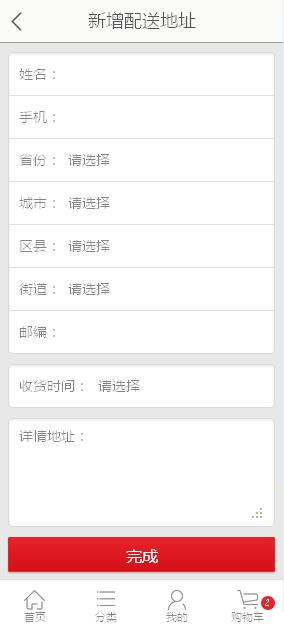 新增配送地址
姓名：
手机：
省份： 请选择
城市： 请选择
区县： 请选择
街道： 请选择
邮编：
收货时间： 请选择
详情地址：
完成
首页 分类 我的 购物车 2